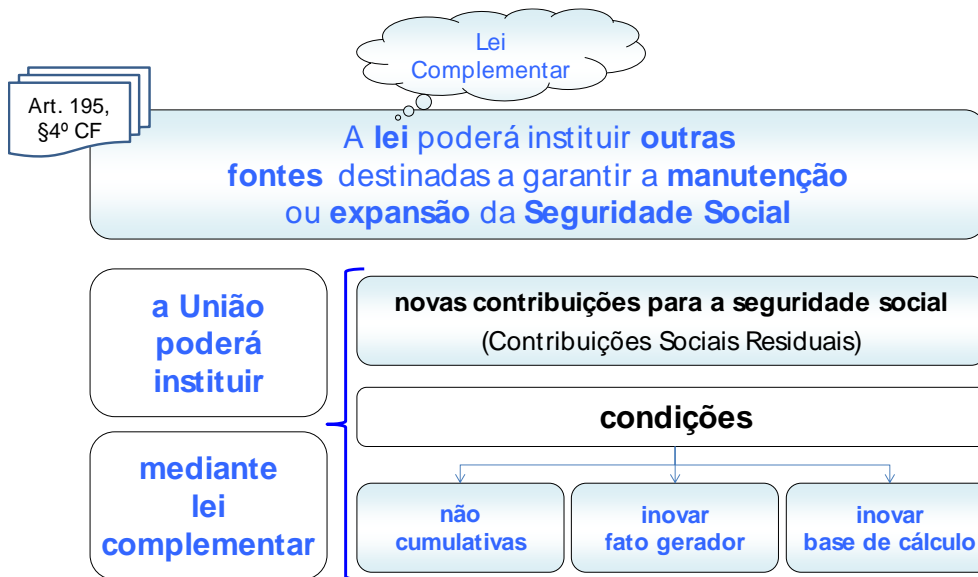 Lei
Complementar
Art. 195,
§4º CF
A lei poderá instituir outras
fontes destinadas a garantir a manutenção
ou expansão da Seguridade Social
a União
poderá
instituir
mediante
lei
complementar
novas contribuições para a seguridade social
(Contribuições Sociais Residuais)
condições
não
cumulativas
inovar
fato gerador
inovar
base de cálculo